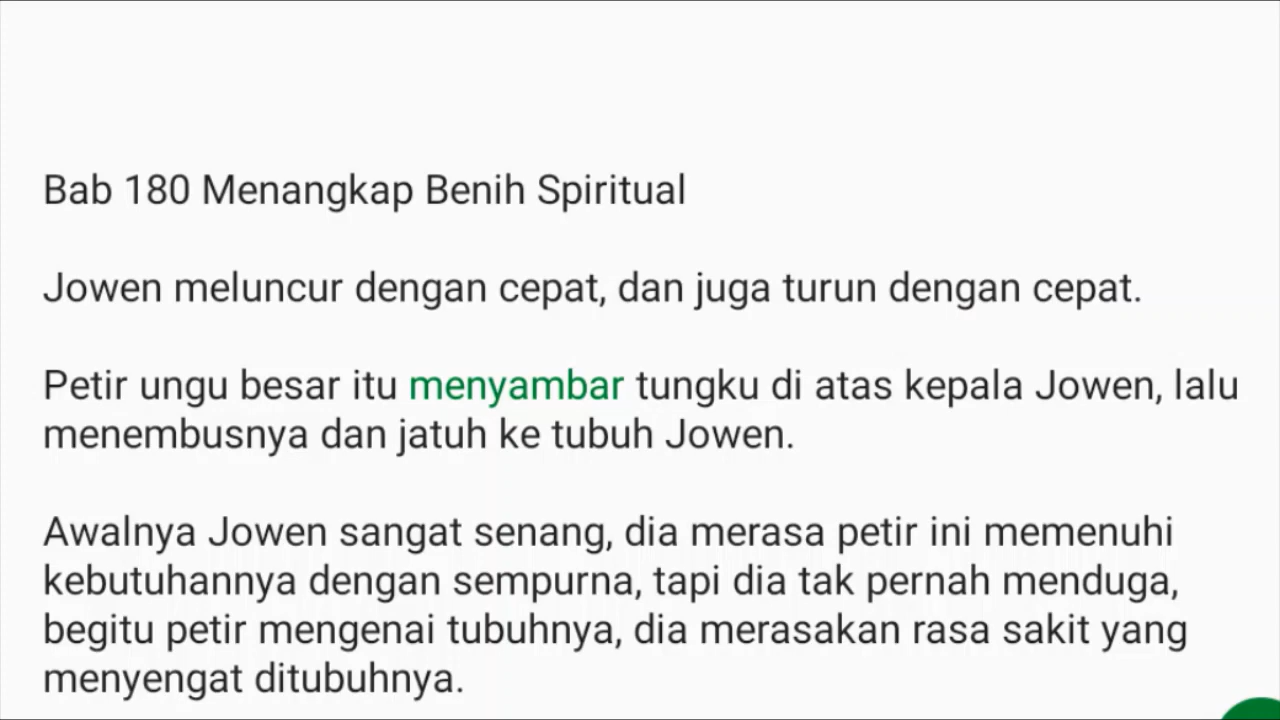 Bab 180 Menangkap Benih Spiritual
Jowen meluncur dengan cepat, dan juga turun dengan cepat.
Petir ungu besar itu menyambar tungku di atas kepala Jowen, lalu
menembusnya dan jatuh ke tubuh Jowen.
Awalnya Jowen sangat senang, dia merasa petir ini memenuhi
kebutuhannya dengan sempurna, tapi dia tak pernah menduga,
begitu petir mengenai tubuhnya, dia merasakan rasa sakit yang
menyengat ditubuhnya.